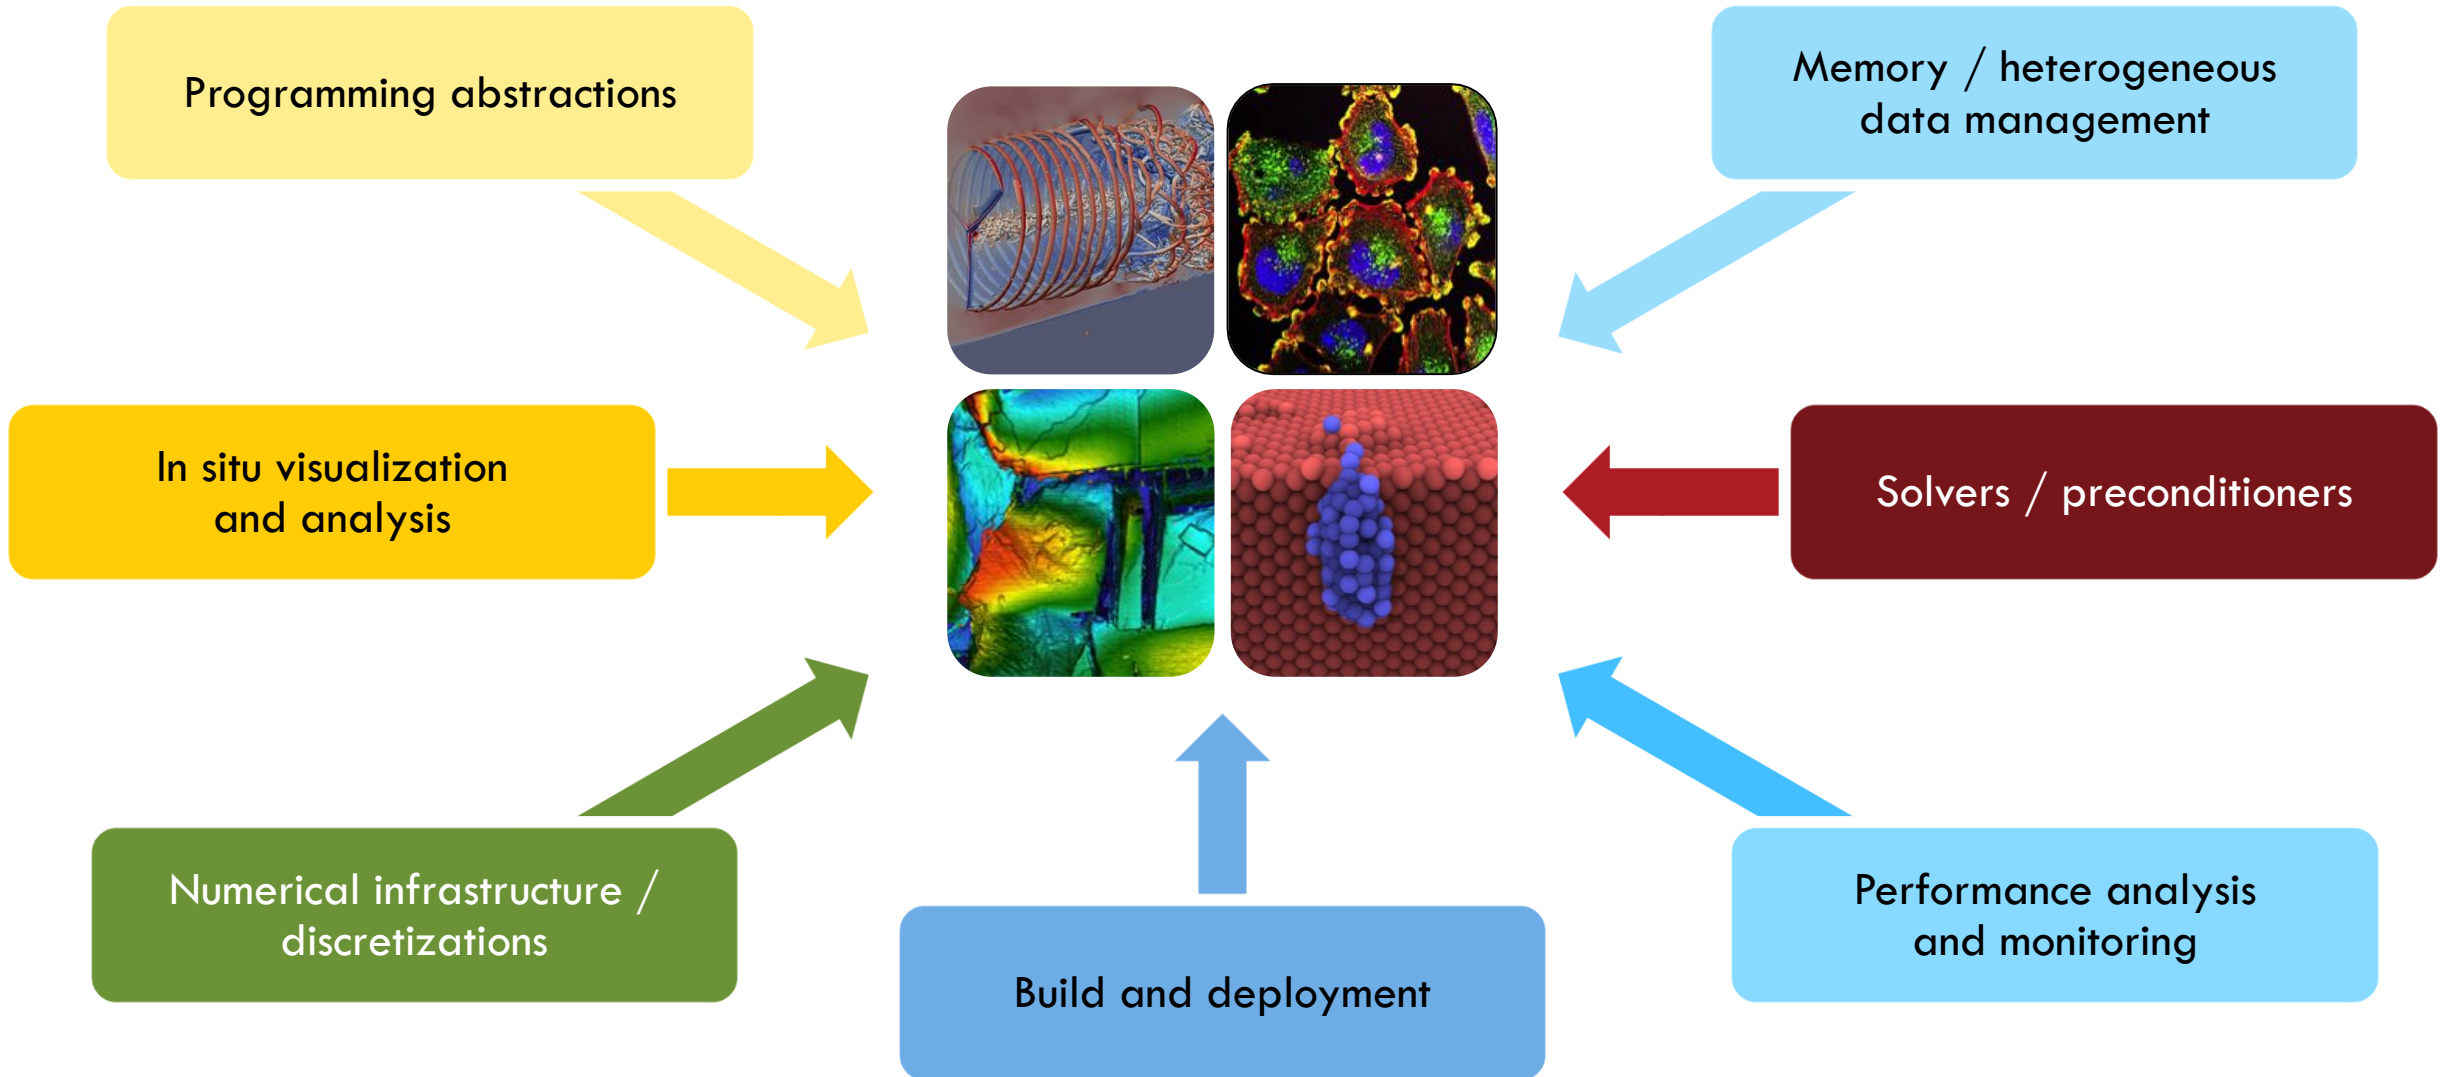 Programming abstractions
Memory / heterogeneous
data management
In situ visualization
and analysis
Solvers / preconditioners
Numerical infrastructure /
discretizations
Performance analysis
and monitoring
Build and deployment